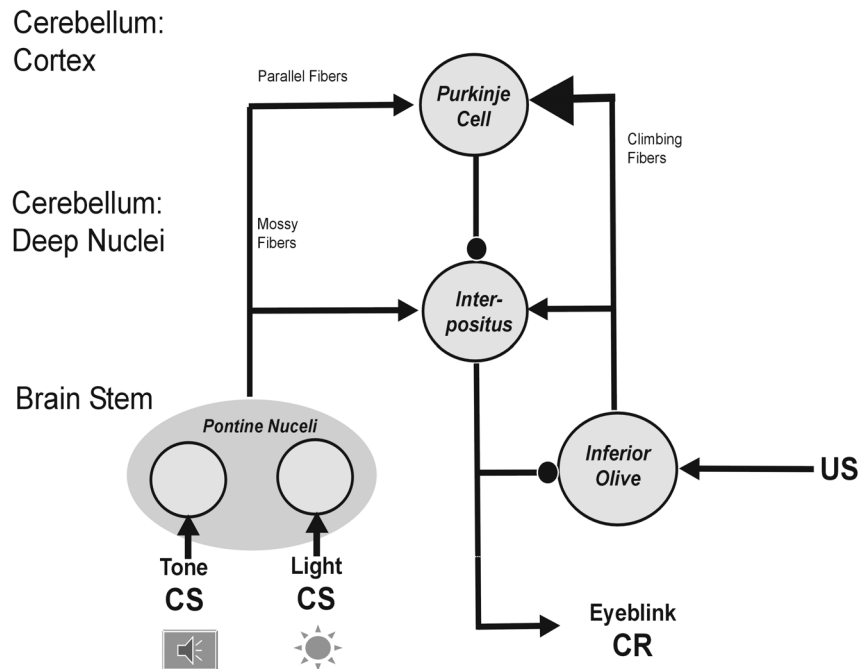 Cerebellum:
Cortex
Parallel Fibers
Purkinje
Cell
Climbing
Fibers
Cerebellum:
Deep Nuclei
Mossy
Fibers
Inter-
positus
Brain Stem
Pontine Nuceli
Inferior
Olive
US
Tone
CS
Light
CS
Eyeblink
CR